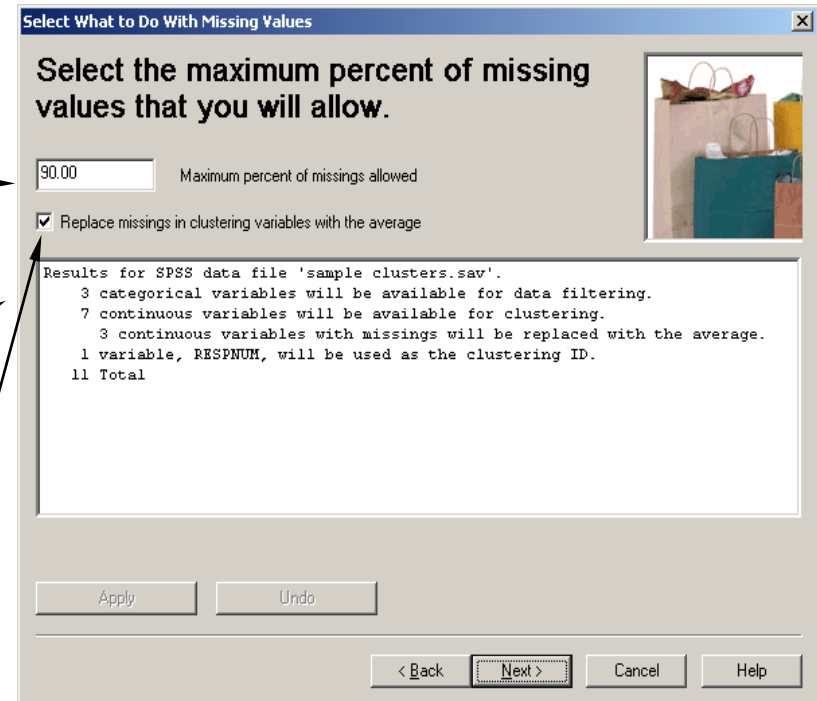 Select What to Do With Missing Values
Select the maximum percent of missing
values that you will allow.
90.00 Maximum percent of missings allowed
Replace missings in clustering variables with the average
Results for SPSS data file 'sample clusters.sav'.
3 categorical variables will be available for data filtering.
7 continuous variables will be available for clustering.
3 continuous variables with missings will be replaced with the average.
1 variable, RESPNUM, will be used as the clustering ID.
11 Total
Apply Undo
< Back Next > Cancel Help